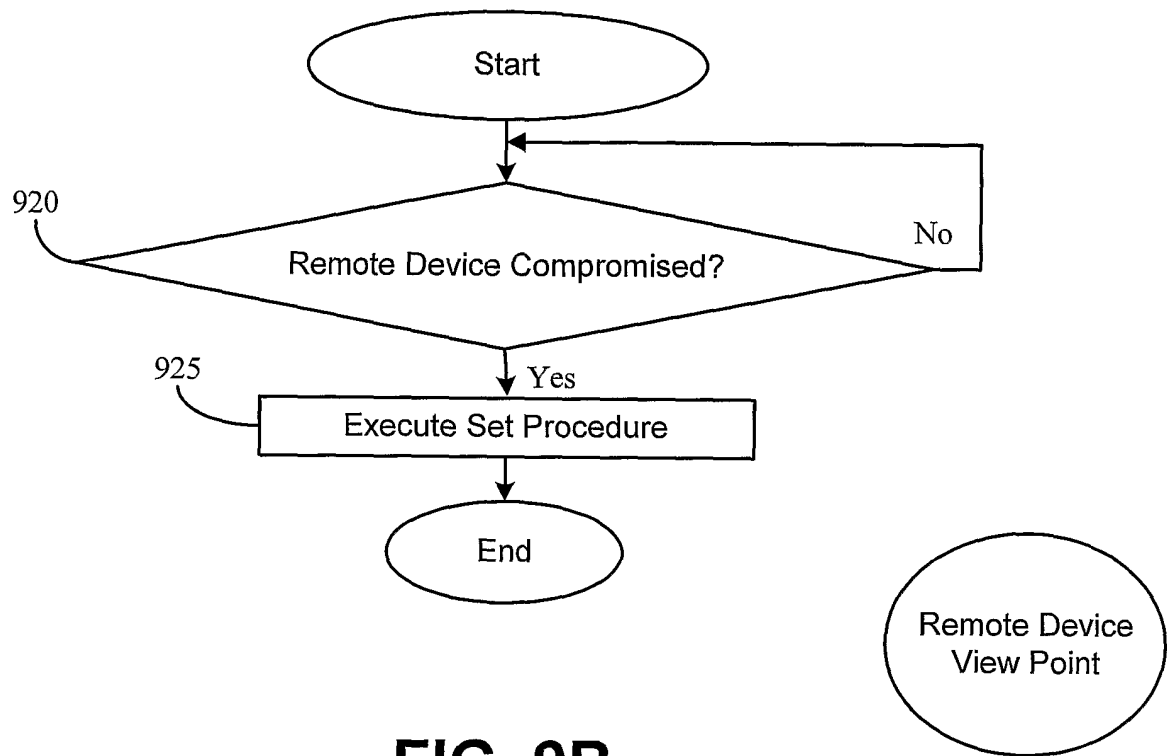 Start
920
No
Remote Device Compromised?
925
Yes
Execute Set Procedure
End
Remote Device
View Point
FIG. 9B